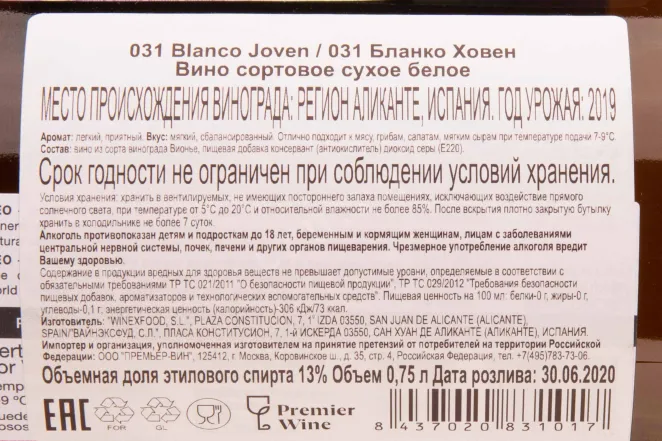 031 Blanco Joven / 031 Бланко Ховен
Вино сортовое сухое белое
МЕСТО ПРОИСХОЖДЕНИЯ ВИНОГРАДА: РЕГИОН АЛИКАНТЕ, ИСПАНИЯ. ГОД УРОЖАЯ: 2019
Аромат: легкий, приятный. Вкус: мягкий, сбалансированный. Отлично подходит к мясу, грибам, салатам, мягким сырам при температуре подачи 7-9°С.
Состав: вино из сорта винограда Вионье, пищевая добавка консервант (антиокислитель) диоксид серы (Е220).
Срок годности не ограничен при соблюдении условий хранения.
Условия хранения: хранить в вентилируемых, не имеющих постороннего запаха помещениях, исключающих воздействие прямого
солнечного света, при температуре от 5°С до 20°С и относительной влажности не более 85%. После вскрытия плотно закрытую бутылку
хранить в холодильнике не более 7 суток
Алкоголь противопоказан детям и подросткам до 18 лет, беременным и кормящим женщинам, лицам с заболеваниями
центральной нервной системы, почек, печени и других органов пищеварения. Чрезмерное употребление алкоголя вредит
Вашему здоровью.
Содержание в продукции вредных для здоровья веществ не превышает допустимые уровни, определяемые в соответствии с
обязательными требованиями ТР ТС 021/2011 "О безопасности пищевой продукции", ТР ТС 029/2012 "Требования безопасности
пищевых добавок, ароматизаторов и технологических вспомогательных средств". Пищевая ценность на 100 мл: белки-0 г, жиры-0 г,
углеводы-0,1 г, энергетическая ценность (калорийность)-306 кДж/73 ккал.
Изготовитель: "WINEXFOOD, S.L.", PLAZA CONSTITUCION, 7, 1° IZDA 03550, SAN JUAN DE ALICANTE (ALICANTE),
SPAIN/"ВАЙНЭКСФУД, С.Л.", ПЛАСА КОНСТИТУСИОН, 7, 1-й ИСКЕРДА 03550, САН ХУАН ДЕ АЛИКАНТЕ (АЛИКАНТЕ), ИСПАНИЯ.
Импортер и организация, уполномоченная изготовителем на принятие претензий от потребителей на территории Российской
Федерации: ООО "ПРЕМЬЕР-ВИН", 125412, г. Москва, Коровинское ш., д. 35, стр. 4, Российская Федерация, тел. +7(495)783-73-06.
Объемная доля этилового спирта 13% Объем 0,75 л Дата розлива: 30.06.2020
EAC FOR GL Premier
Wine
8 437020 831017